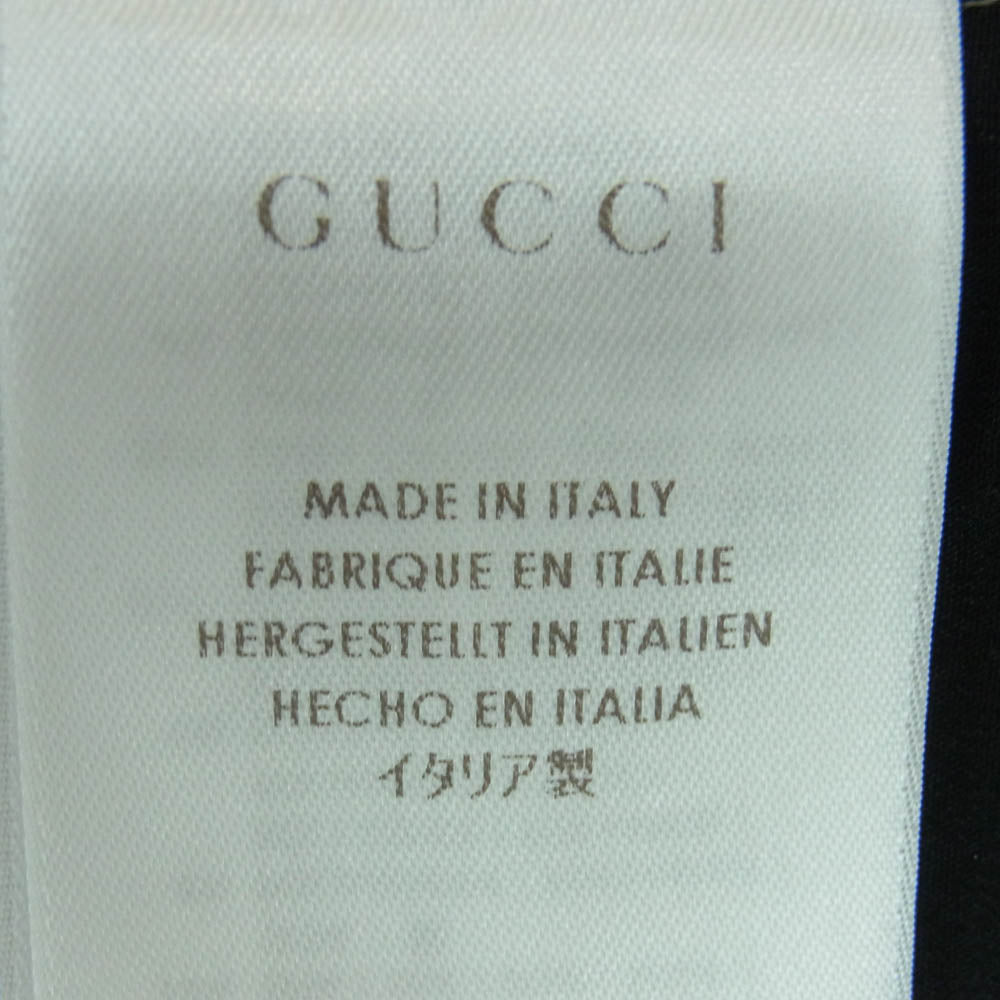 GUCCI
MADE IN ITALY
FABRIQUE EN ITALIE
HERGESTELLT IN ITALIEN
HECHO EN ITALIA
イタリア製